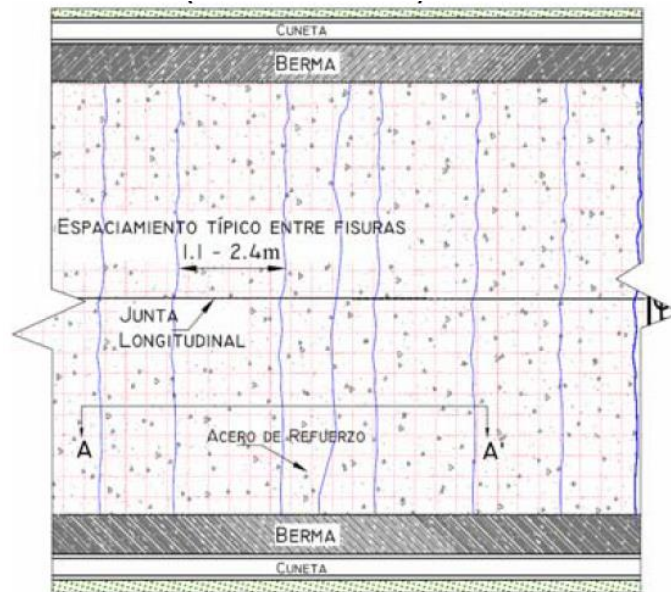 CUNETA
BERMA
ESPACIAMIENTO TÍPICO ENTRE FISURAS
1.1 - 2.4m
JUNTA
LONGITUDINAL
A
ACERO DE REFUERZO
A'
BERMA
CUNETA